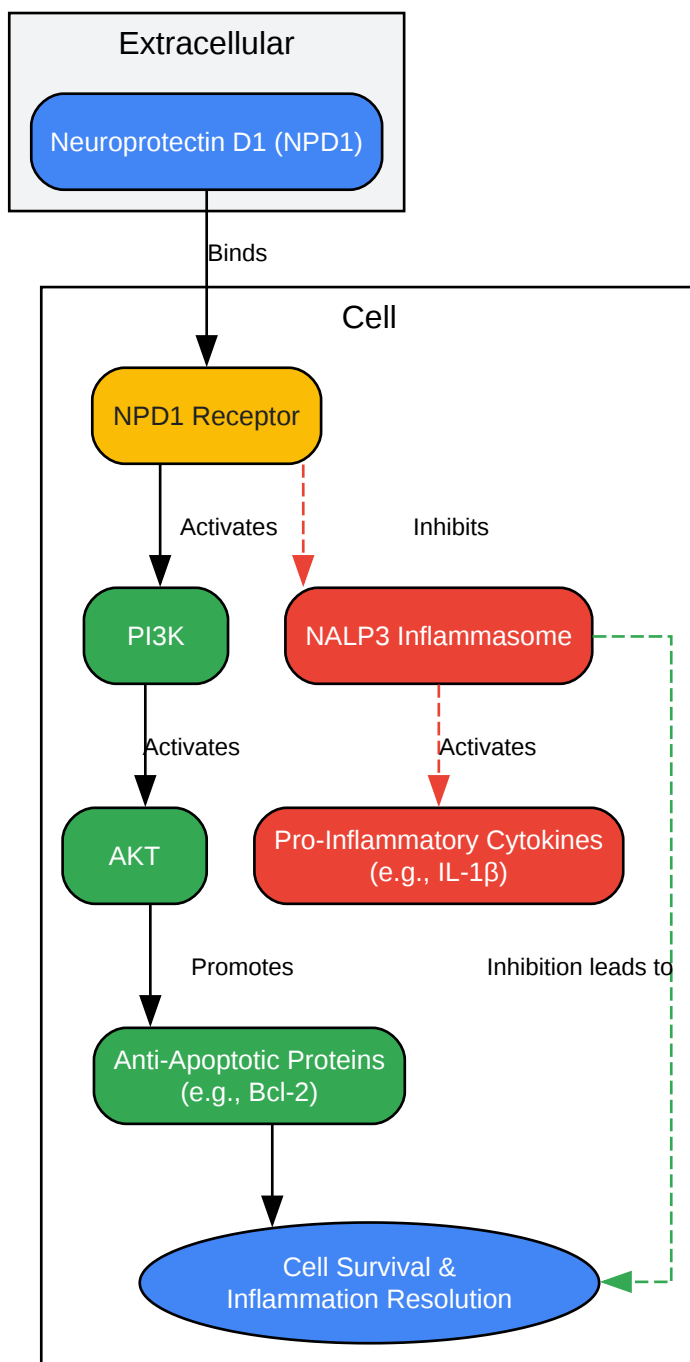 Extracellular
Neuroprotectin D1 (NPD1)
Binds
Cell
NPD1 Receptor
Activates
Inhibits
PI3K
NALP3 Inflammasome
Activates
Activates
AKT
Pro-Inflammatory Cytokines
(e.g., IL-1β)
Promotes
Inhibition leads to
Anti-Apoptotic Proteins
(e.g., Bcl-2)
Cell Survival &
Inflammation Resolution